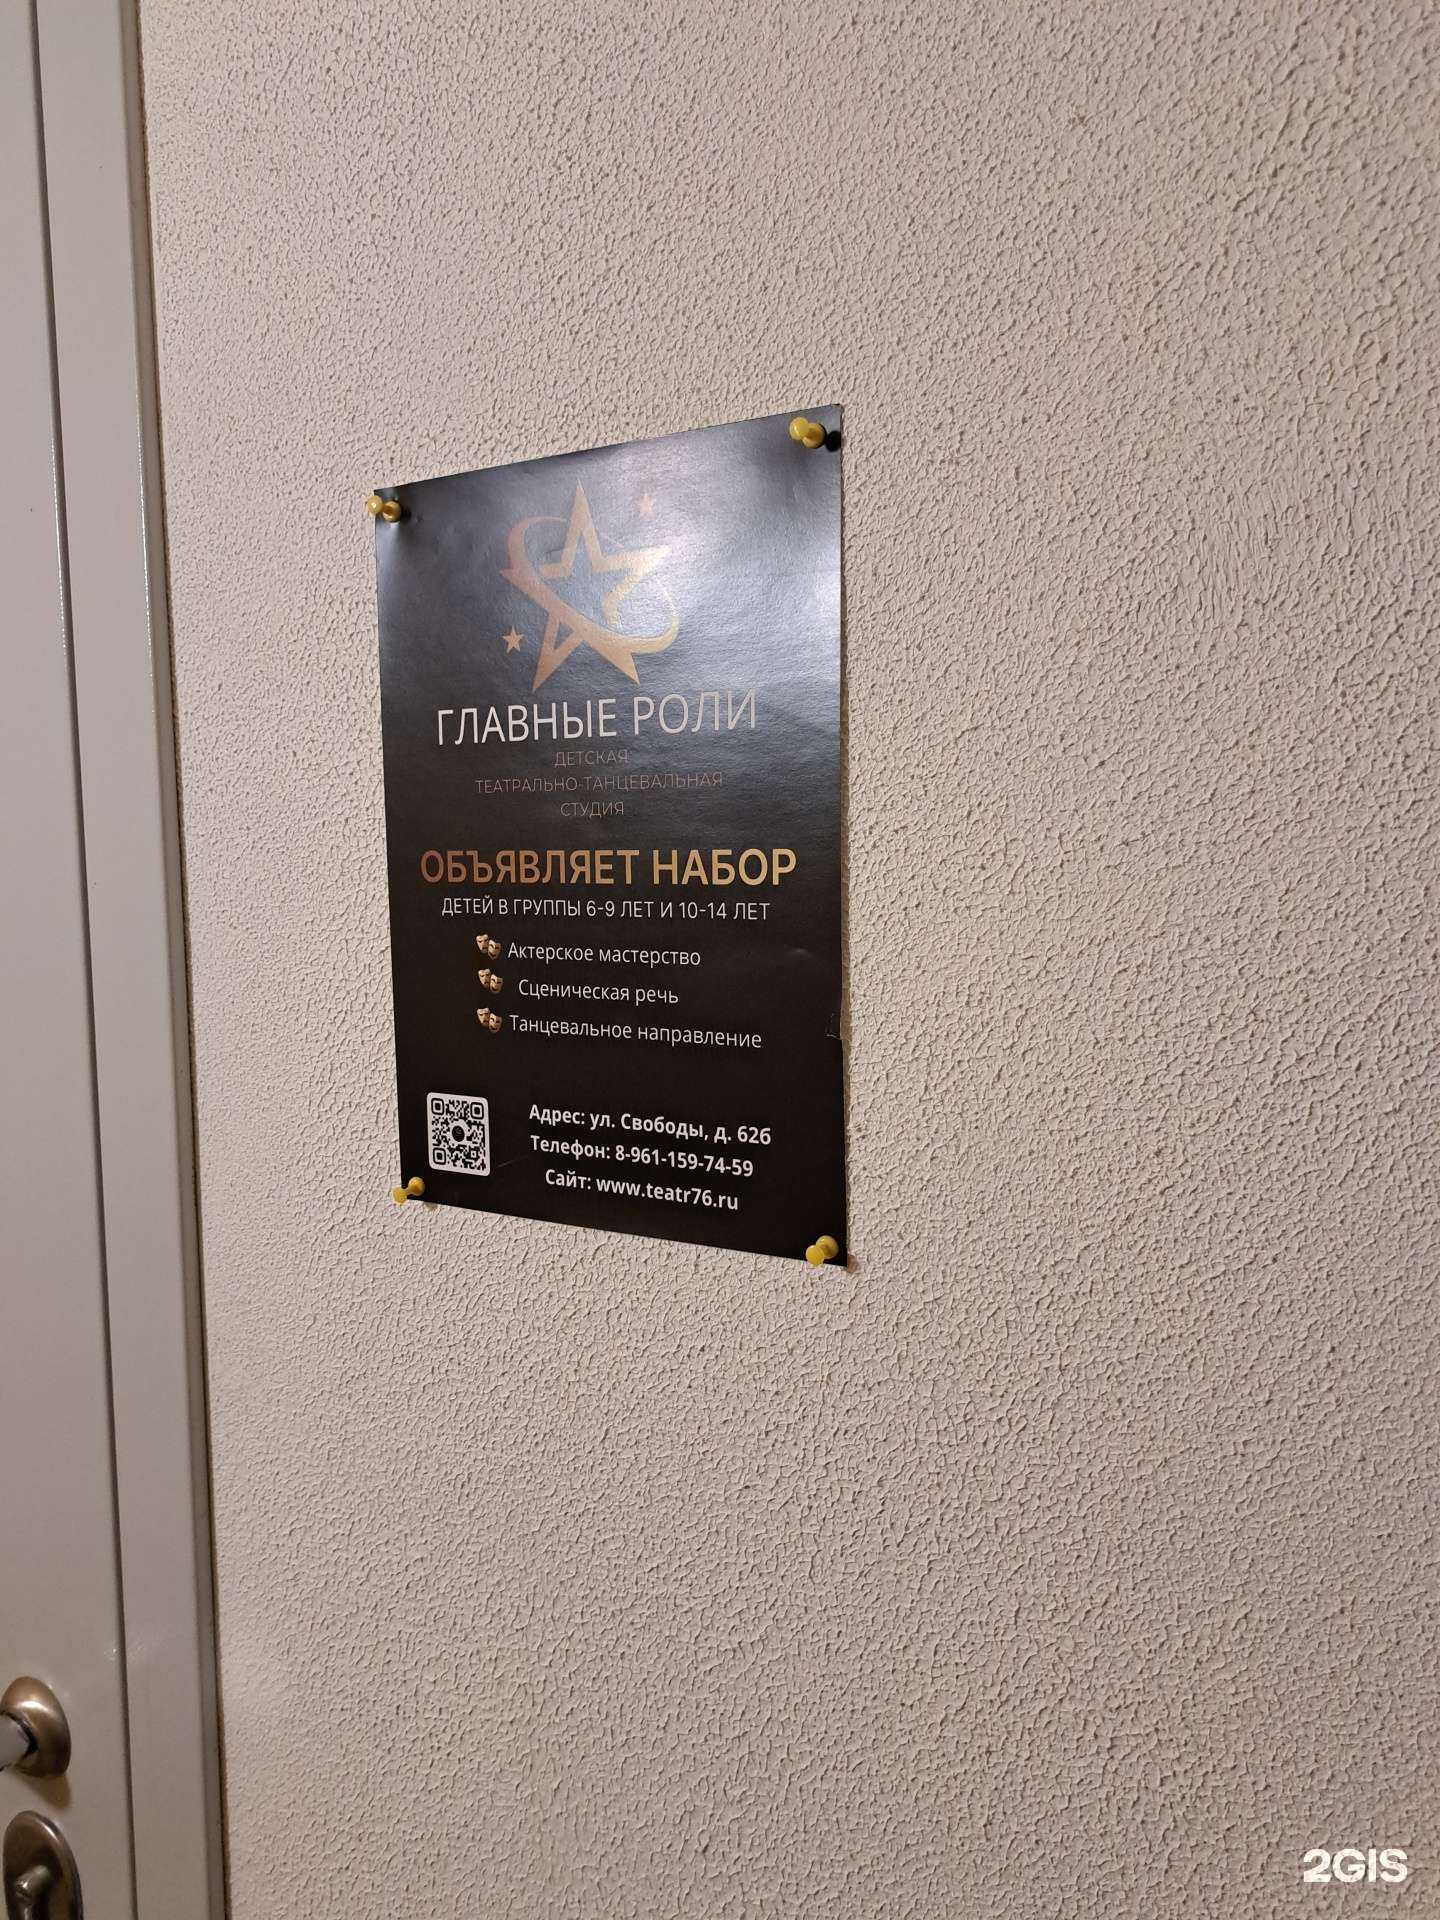 ГЛАВНЫЕ РОЛИ
ДЕТСКАЯ
ТЕАТРАЛЬНО-ТАНЦЕВАЛЬНАЯ
СТУДИЯ
ОБЪЯВЛЯЕТ НАБОР
ДЕТЕЙ В ГРУППЫ 6-9 ЛЕТ И 10-14 ЛЕТ
Актерское мастерство
Сценическая речь
Танцевальное направление
Адрес: ул. Свободы, д. 62б
Телефон: 8-961-159-74-59
Сайт: www.teatr76.ru
2GIS